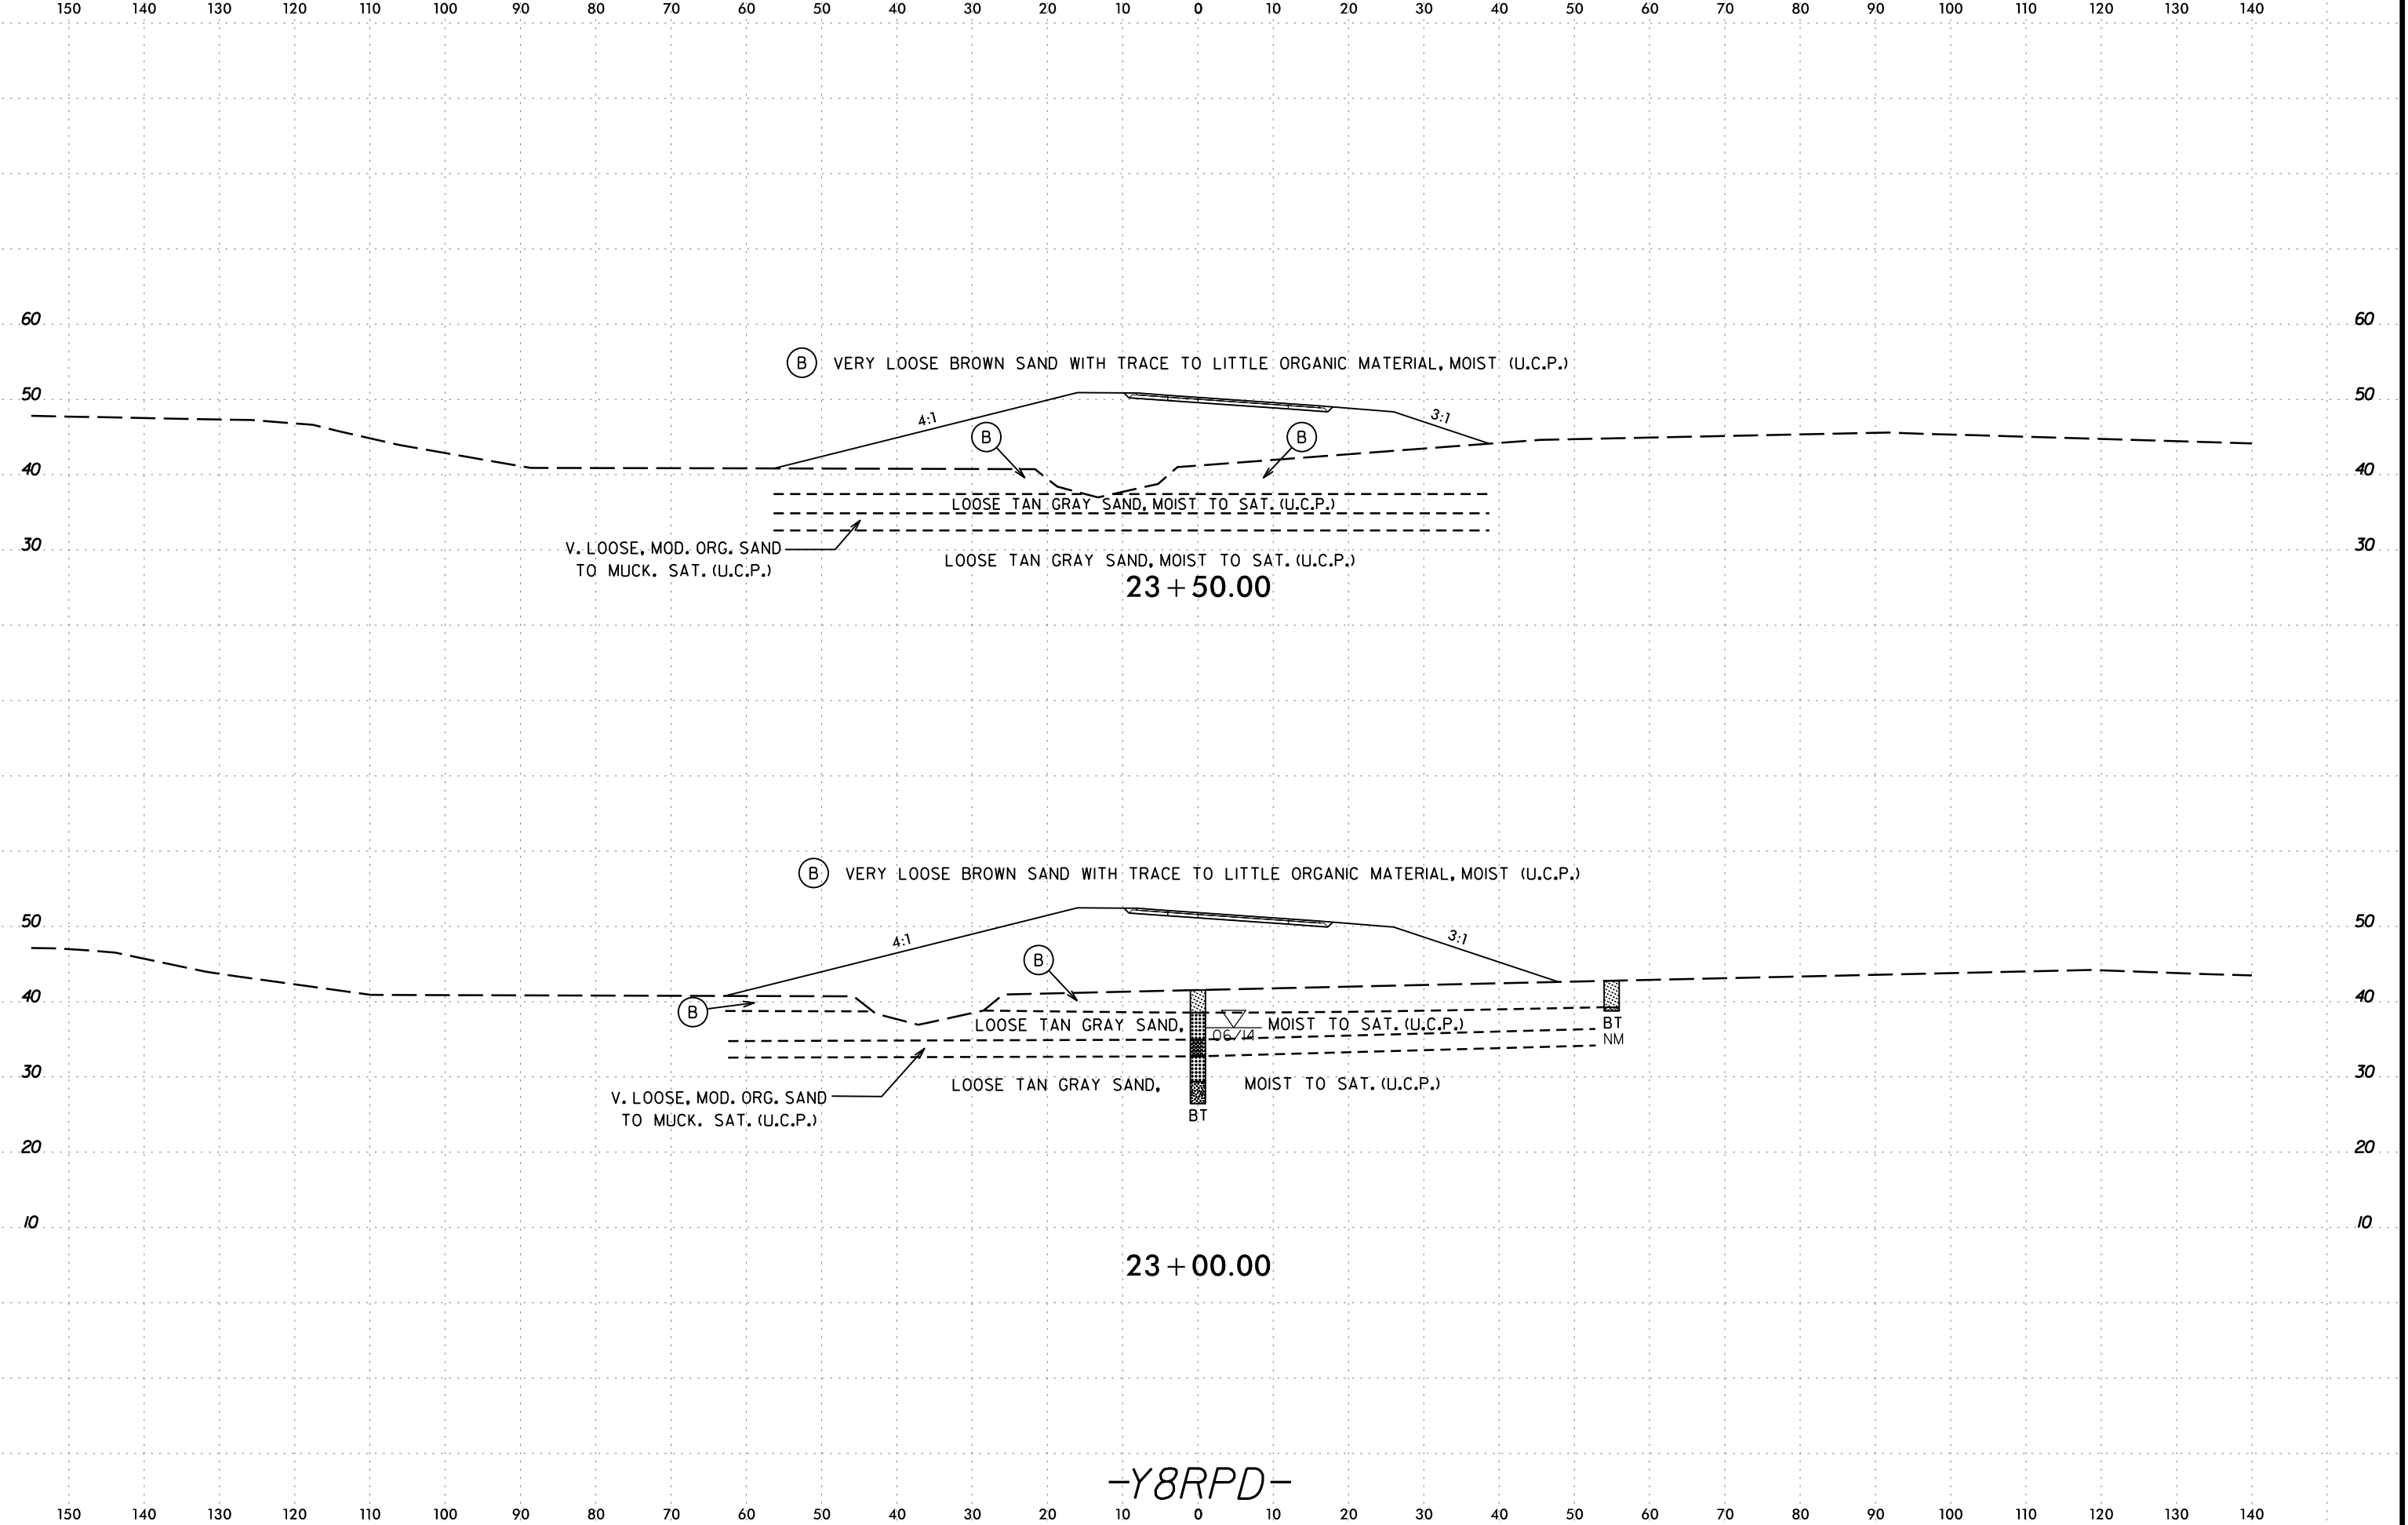 150 140 130 120 110 100 90 80 70 60 50 40 30 20 10 0 10 20 30 40 50 60 70 80 90 100 110 120 130 140
60 60
B VERY LOOSE BROWN SAND WITH TRACE TO LITTLE ORGANIC MATERIAL, MOIST (U.C.P.)
50 50
4:1 3:1
B B
40 40
LOOSE TAN GRAY SAND, MOIST TO SAT. (U.C.P.)
30 30
V. LOOSE, MOD. ORG. SAND
TO MUCK. SAT. (U.C.P.)
LOOSE TAN GRAY SAND, MOIST TO SAT. (U.C.P.)
23+50.00
B VERY LOOSE BROWN SAND WITH TRACE TO LITTLE ORGANIC MATERIAL, MOIST (U.C.P.)
50 50
4:1 3:1
B
40 40
B
LOOSE TAN GRAY SAND, MOIST TO SAT. (U.C.P.)
06/14
BT
NM
30 30
LOOSE TAN GRAY SAND, MOIST TO SAT. (U.C.P.)
V. LOOSE, MOD. ORG. SAND
TO MUCK. SAT. (U.C.P.)
BT
20 20
10 10
23+00.00
-Y8RPD-
150 140 130 120 110 100 90 80 70 60 50 40 30 20 10 0 10 20 30 40 50 60 70 80 90 100 110 120 130 140